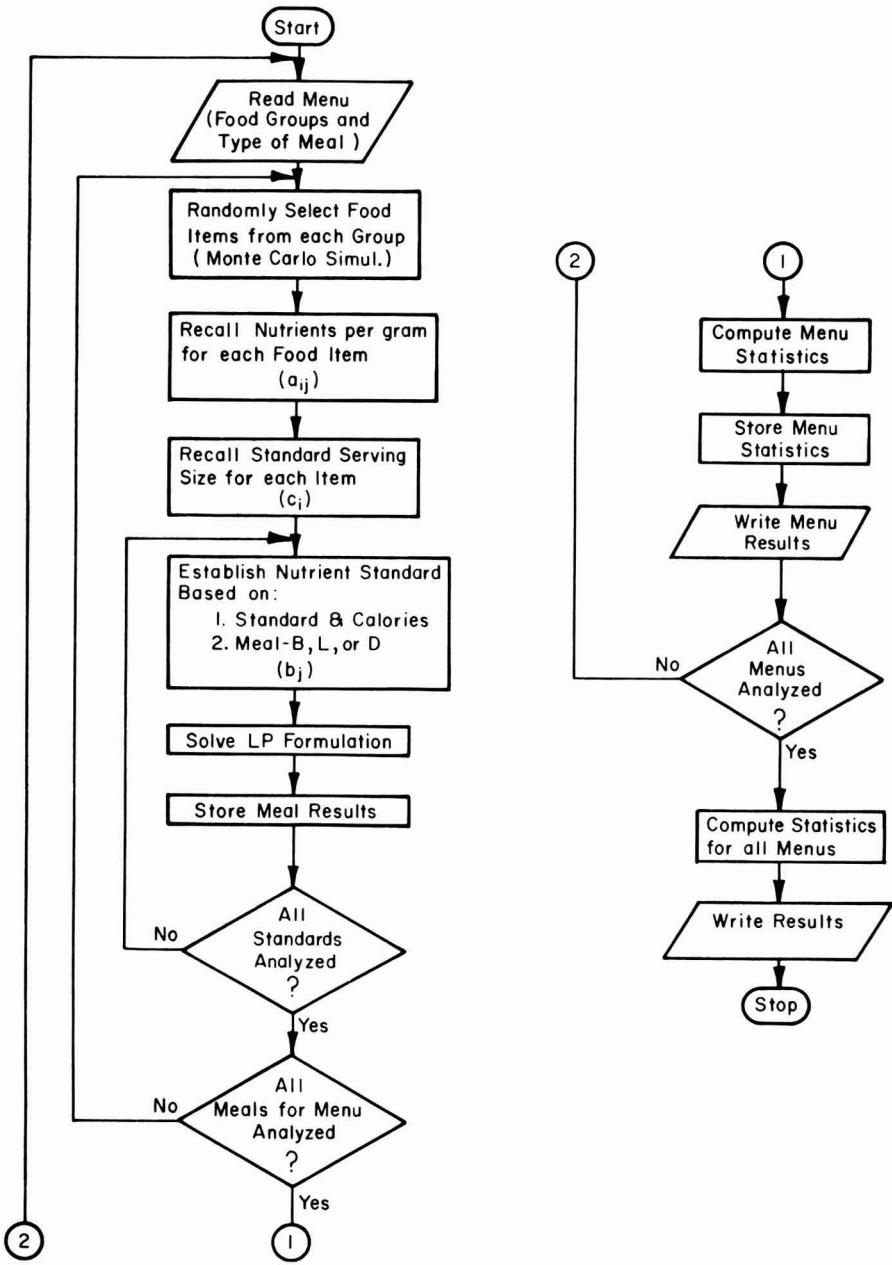 Start
Read Menu
(Food Groups and
Type of Meal )
Randomly Select Food
Items from each Group
( Monte Carlo Simul.)
Recall Nutrients per gram
for each Food Item
(aij)
Recall Standard Serving
Size for each Item
(ci)
Establish Nutrient Standard
Based on:
1. Standard & Calories
2. Meal-B, L, or D
(bj)
Solve LP Formulation
Store Meal Results
All
Standards
Analyzed
?
No
Yes
All
Meals for Menu
Analyzed
?
No
Yes
2
1
2
1
Compute Menu
Statistics
Store Menu
Statistics
Write Menu
Results
All
Menus
Analyzed
?
No
Yes
Compute Statistics
for all Menus
Write Results
Stop